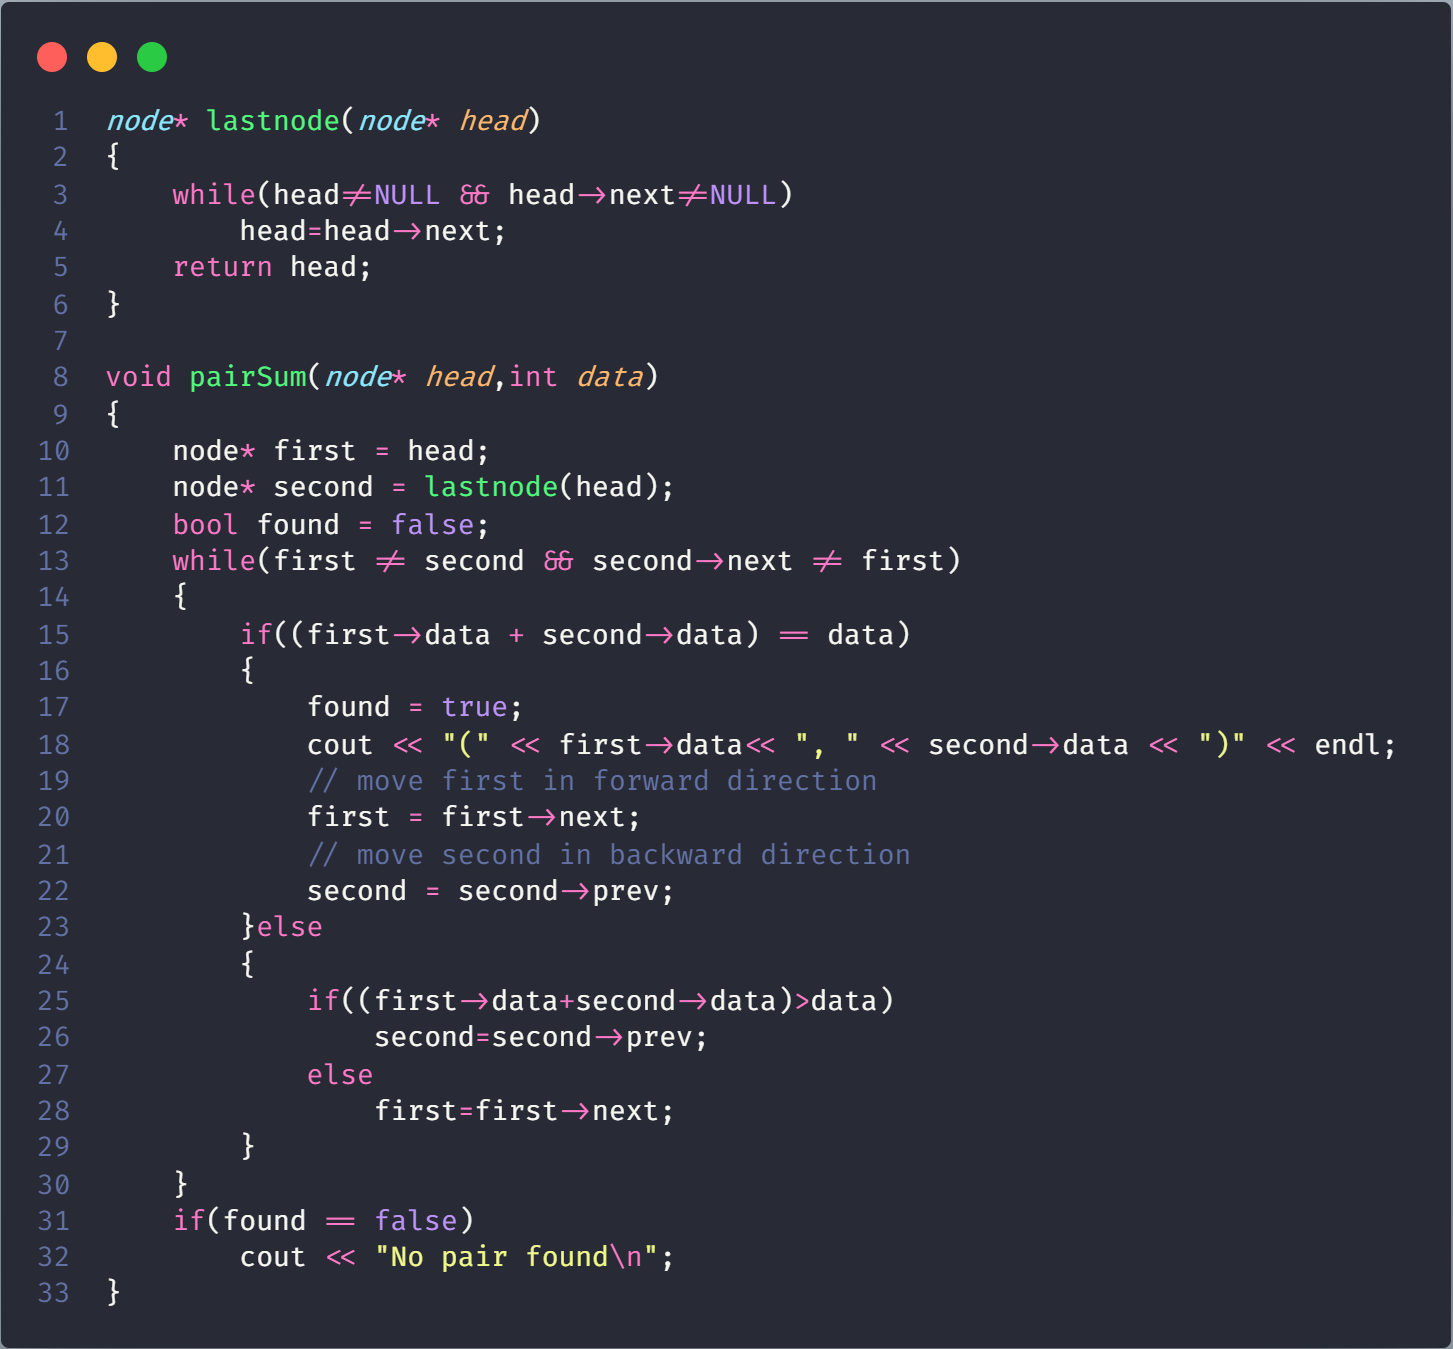 1 node* lastnode(node* head)
2 {
3     while(head!=NULL && head->next!=NULL)
4         head=head->next;
5     return head;
6 }
7
8 void pairSum(node* head,int data)
9 {
10     node* first = head;
11     node* second = lastnode(head);
12     bool found = false;
13     while(first != second && second->next != first)
14     {
15         if((first->data + second->data) == data)
16         {
17             found = true;
18             cout << "(" << first->data<< ", " << second->data << ")" << endl;
19             // move first in forward direction
20             first = first->next;
21             // move second in backward direction
22             second = second->prev;
23         }else
24         {
25             if((first->data+second->data)>data)
26                 second=second->prev;
27             else
28                 first=first->next;
29         }
30     }
31     if(found == false)
32         cout << "No pair found\n";
33 }